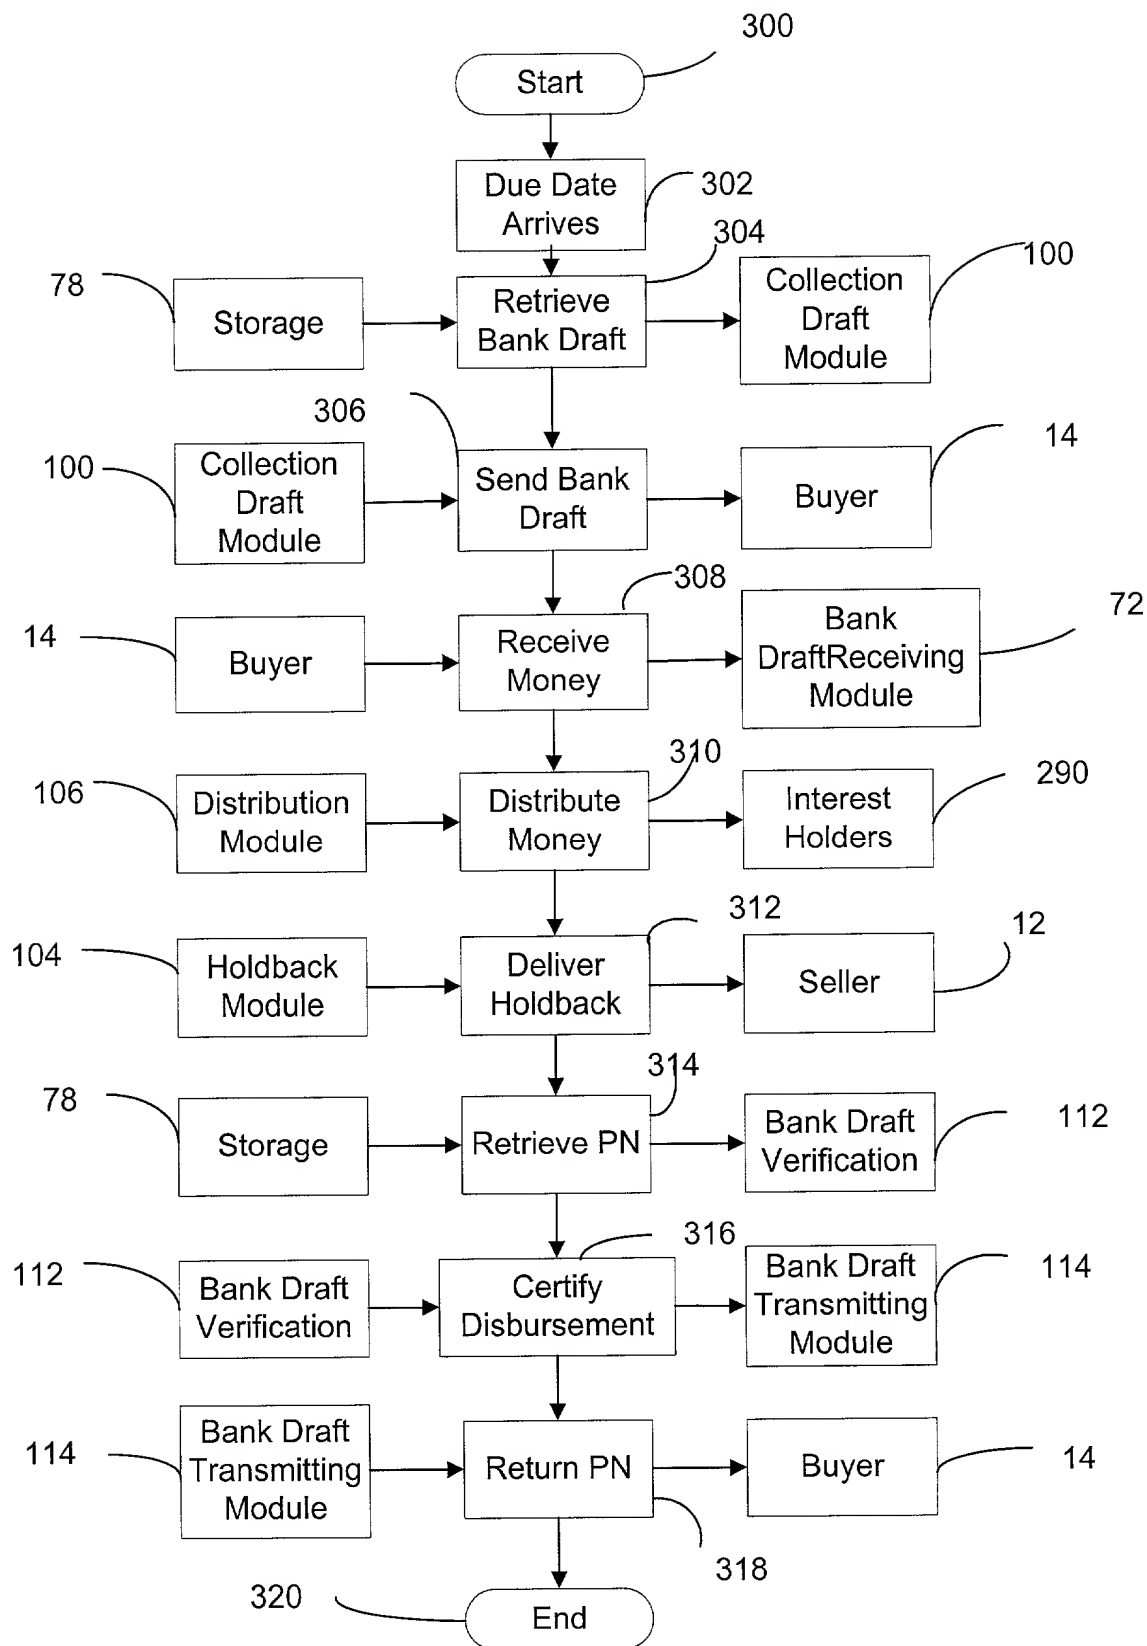 300
Start
Due Date
Arrives
302
304
78
Storage
Retrieve
Bank Draft
Collection
Draft
Module
100
306
100
Collection
Draft
Module
Send Bank
Draft
Buyer
14
308
14
Buyer
Receive
Money
Bank
DraftReceiving
Module
72
310
106
Distribution
Module
Distribute
Money
Interest
Holders
290
312
104
Holdback
Module
Deliver
Holdback
Seller
12
314
78
Storage
Retrieve PN
Bank Draft
Verification
112
316
112
Bank Draft
Verification
Certify
Disbursement
Bank Draft
Transmitting
Module
114
114
Bank Draft
Transmitting
Module
Return PN
Buyer
14
318
320
End